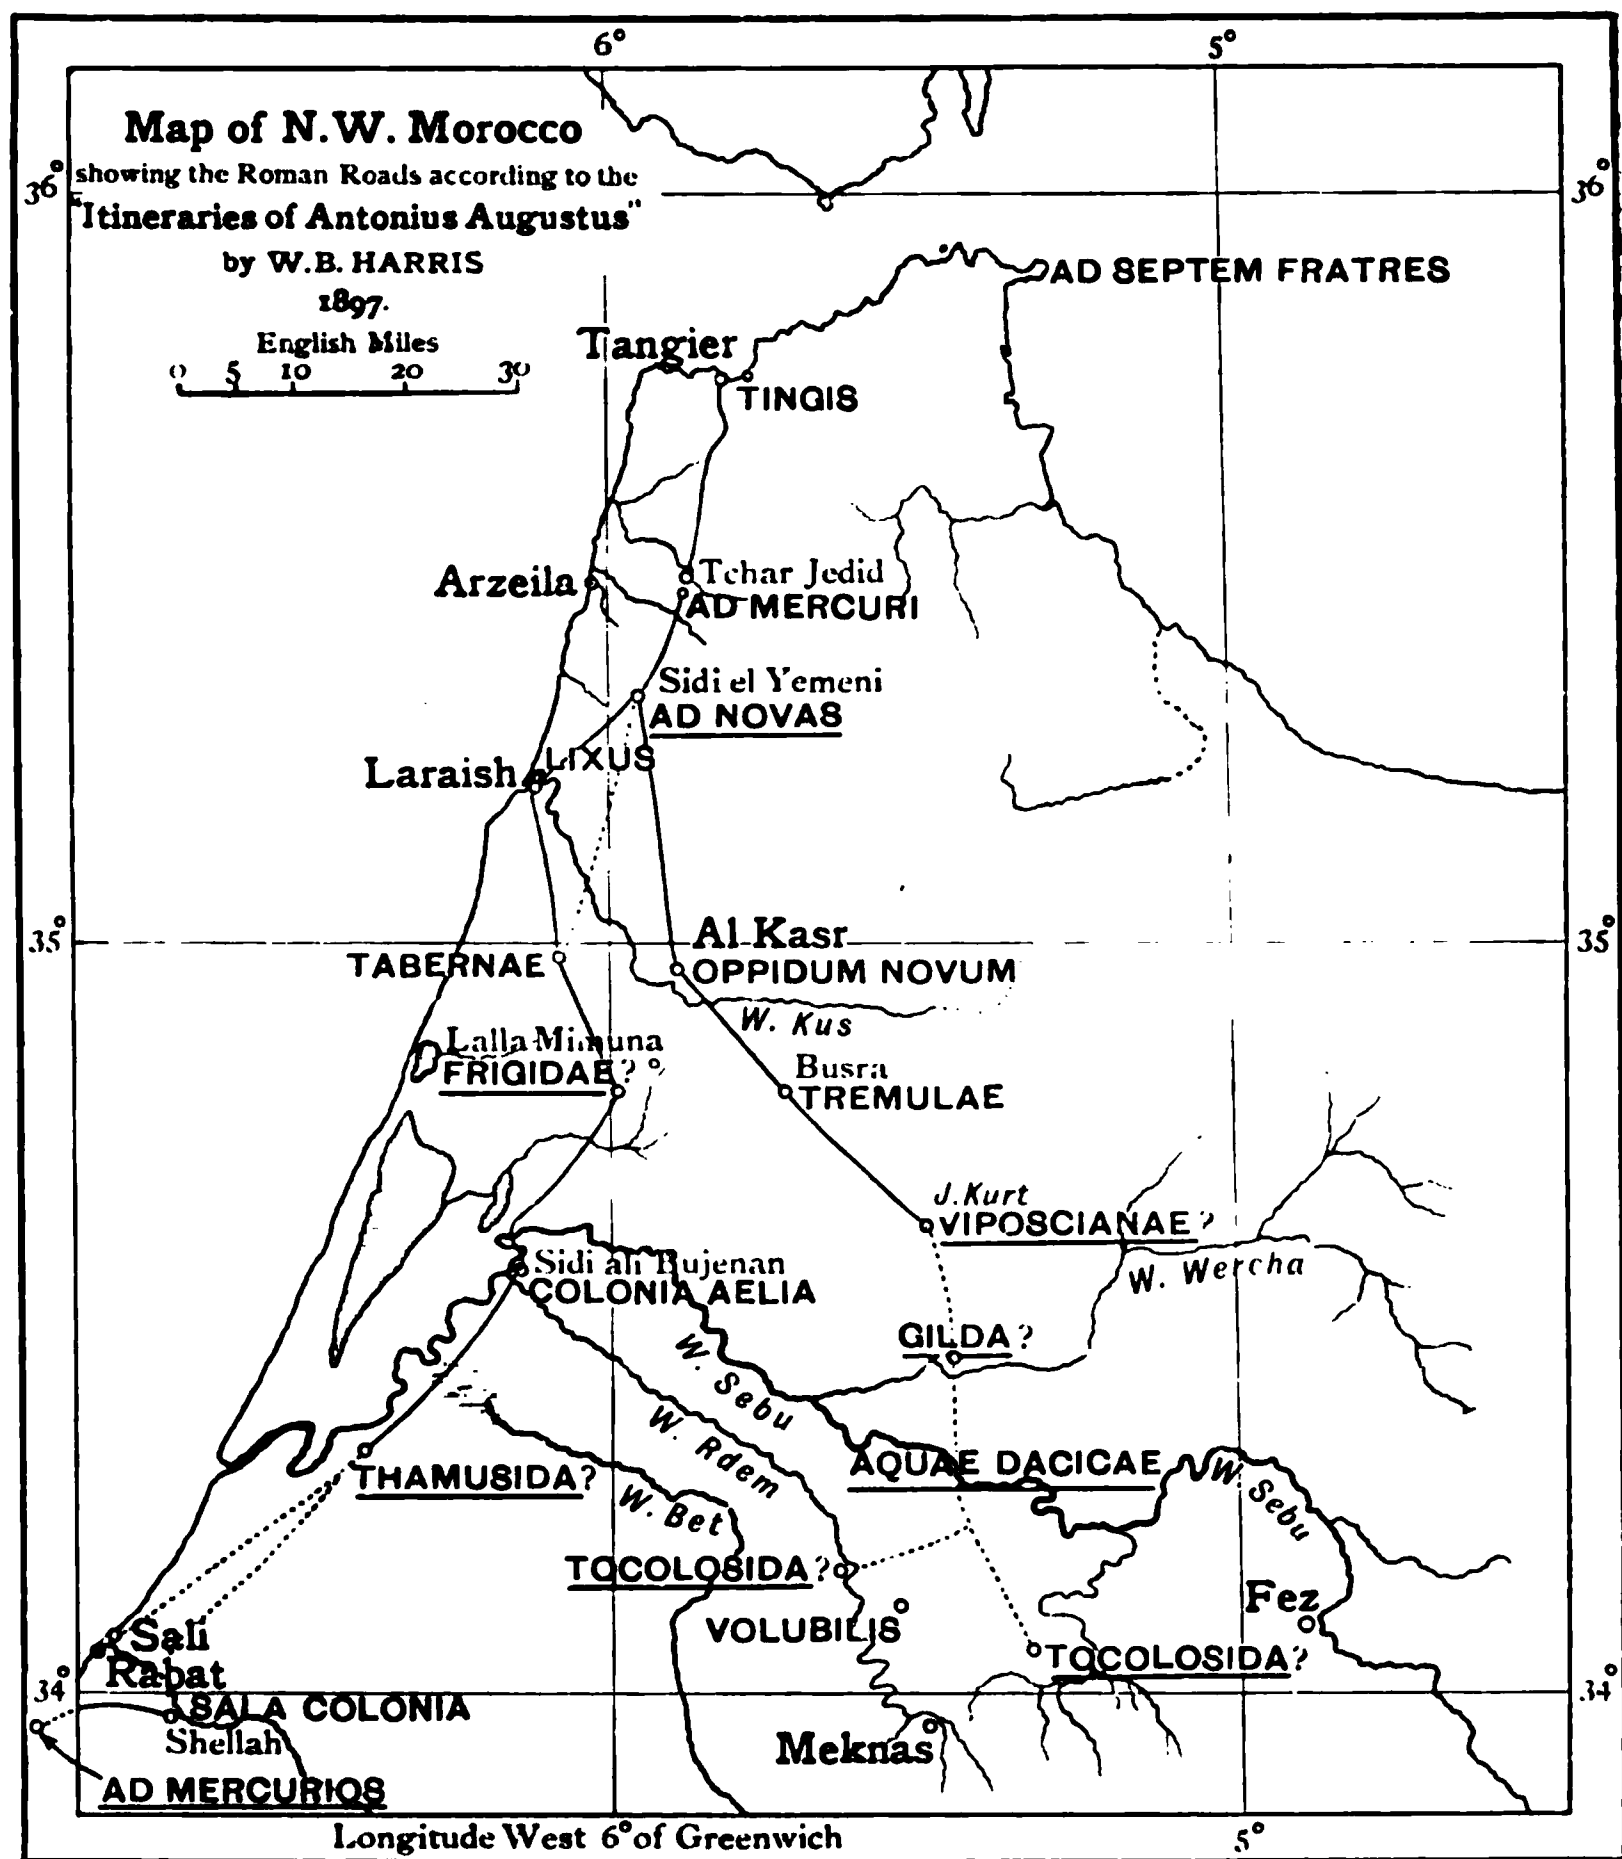 6° 5°
Map of N.W. Morocco
showing the Roman Roads according to the
"Itineraries of Antonius Augustus"
by W.B. HARRIS
1897.
English Miles
0 5 10 20 30
36° 36°
AD SEPTEM FRATRES
Tangier
TINGIS
Arzeila
Tchar Jedid
AD MERCURI
Sidi el Yemeni
AD NOVAS
LIXUS
Laraish
35° 35°
Al Kasr
TABERNAE
OPPIDUM NOVUM
W. Kus
Lalla Mimuna
FRIGIDAE?
Busra
TREMULAE
J. Kurt
VIPOSCIANAE?
W. Wercha
Sidi ali Bujenan
COLONIA AELIA
GILDA?
W. Sebu
W. Rdem
AQUAE DACICAE
W. Sebu
THAMUSIDA?
W. Bet
TOCOLOSIDA?
Fez
VOLUBILIS
Sali
Rabat
TOCOLOSIDA?
34° 34°
SALA COLONIA
Shellah
Meknas
AD MERCURIOS
Longitude West 6° of Greenwich
5°